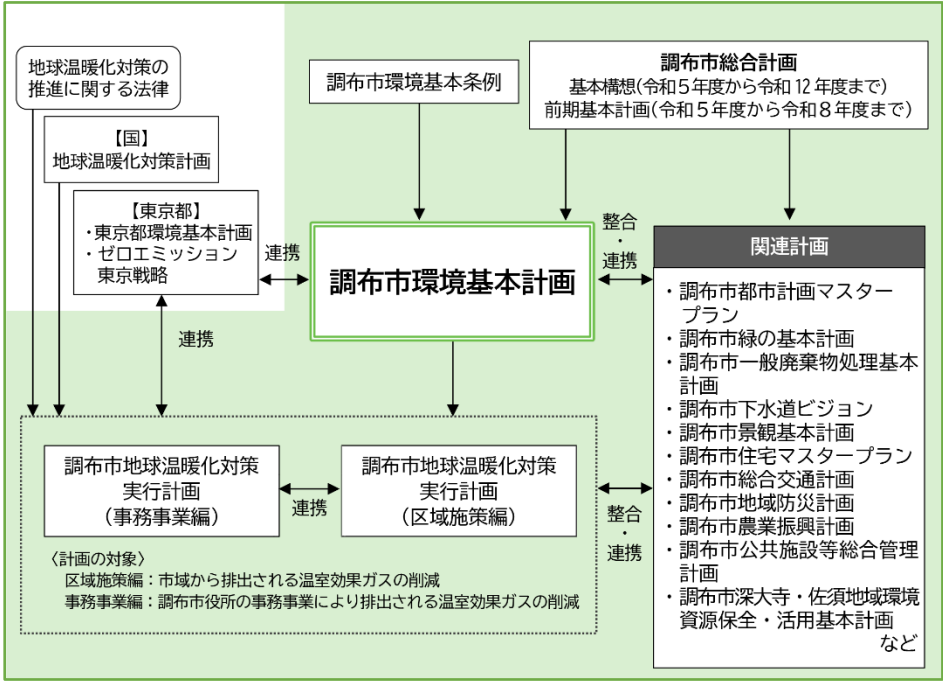 地球温暖化対策の
推進に関する法律
【国】
地球温暖化対策計画
【東京都】
・東京都環境基本計画
・ゼロエミッション
東京戦略
調布市環境基本条例
調布市総合計画
基本構想(令和5年度から令和12年度まで)
前期基本計画(令和5年度から令和8年度まで)
連携
調布市環境基本計画
整合
・
連携
関連計画
・調布市都市計画マスター
プラン
・調布市緑の基本計画
・調布市一般廃棄物処理基本
計画
・調布市下水道ビジョン
・調布市景観基本計画
・調布市住宅マスタープラン
・調布市総合交通計画
・調布市地域防災計画
・調布市農業振興計画
・調布市公共施設等総合管理
計画
・調布市深大寺・佐須地域環境
資源保全・活用基本計画
など
連携
調布市地球温暖化対策
実行計画
(事務事業編)
連携
調布市地球温暖化対策
実行計画
(区域施策編)
整合
・
連携
〈計画の対象〉
区域施策編：市域から排出される温室効果ガスの削減
事務事業編：調布市役所の事務事業により排出される温室効果ガスの削減